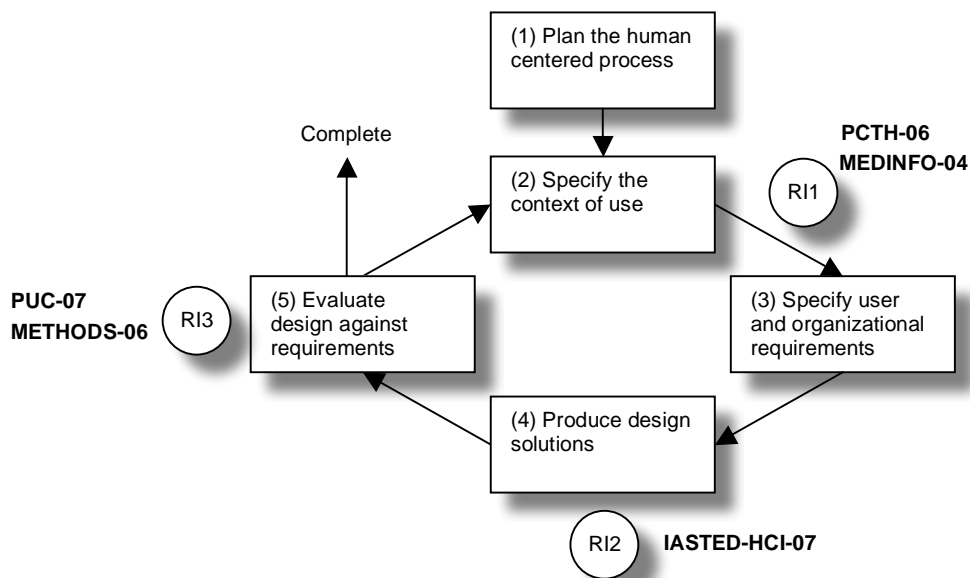 (1) Plan the human
centered process
Complete
PCTH-06
MEDINFO-04
RI1
(2) Specify the
context of use
PUC-07
METHODS-06
RI3
(5) Evaluate
design against
requirements
(3) Specify user
and organizational
requirements
(4) Produce design
solutions
RI2
IASTED-HCI-07